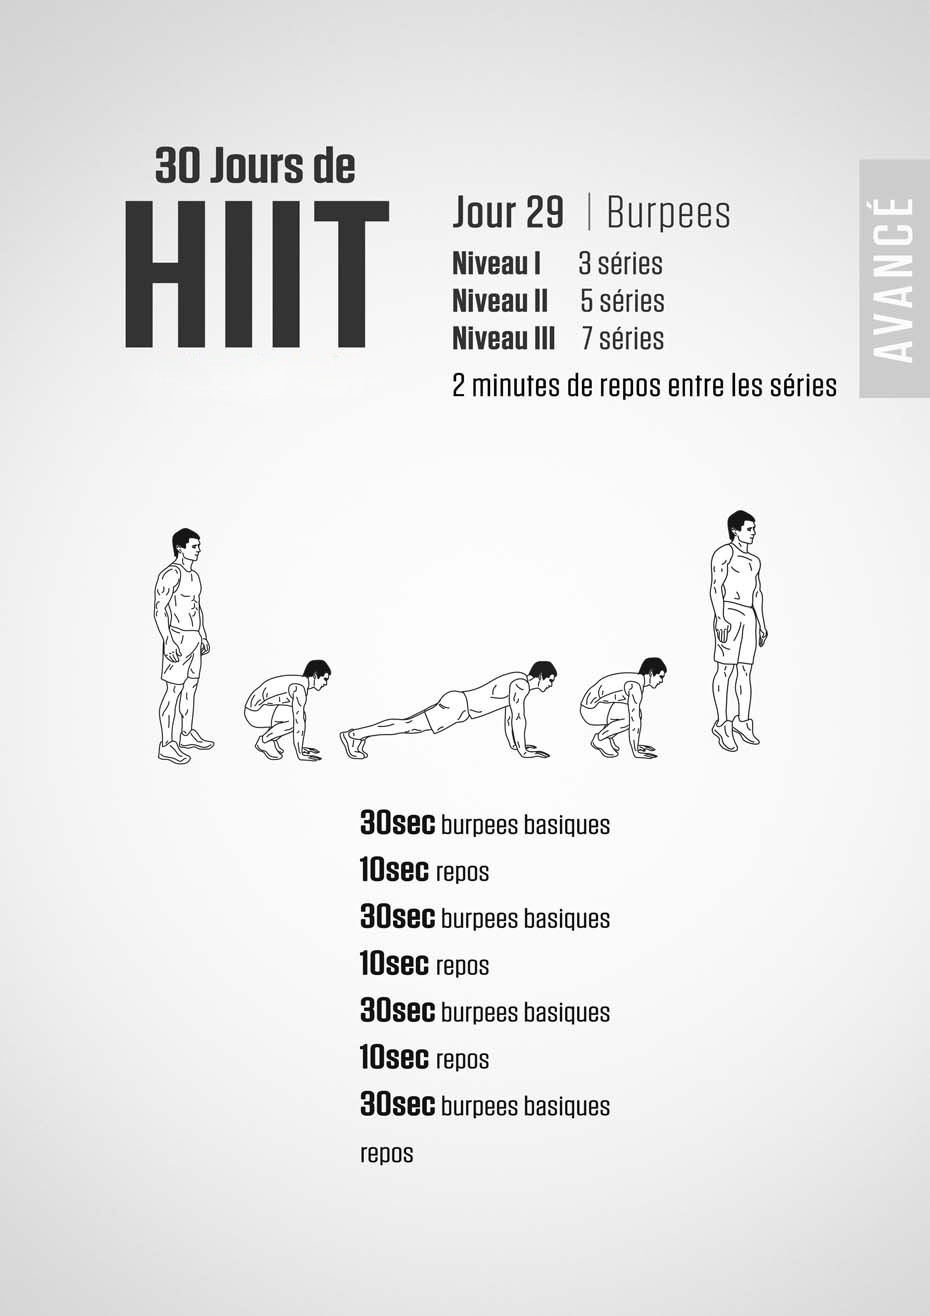 30 Jours de
HIIT
Jour 29 | Burpees
Niveau I 3 séries
Niveau II 5 séries
Niveau III 7 séries
2 minutes de repos entre les séries
AVANCÉ
30sec burpees basiques
10sec repos
30sec burpees basiques
10sec repos
30sec burpees basiques
10sec repos
30sec burpees basiques
repos